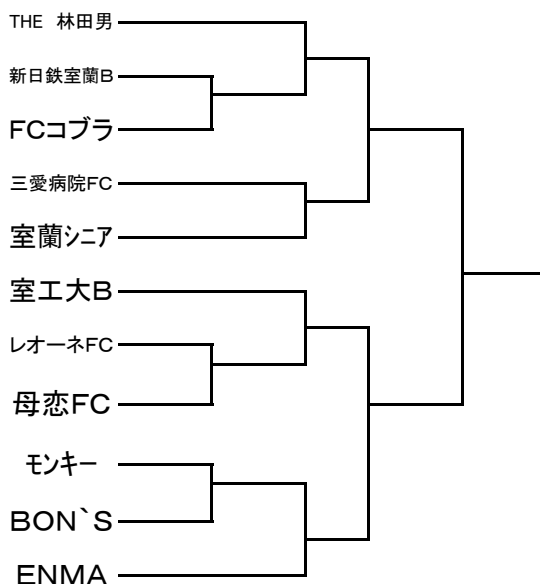 THE　林田男
新日鉄室蘭B
FCコブラ
三愛病院FC
室蘭シニア
室工大B
レオーネFC
母恋FC
モンキー
BON`S
ENMA